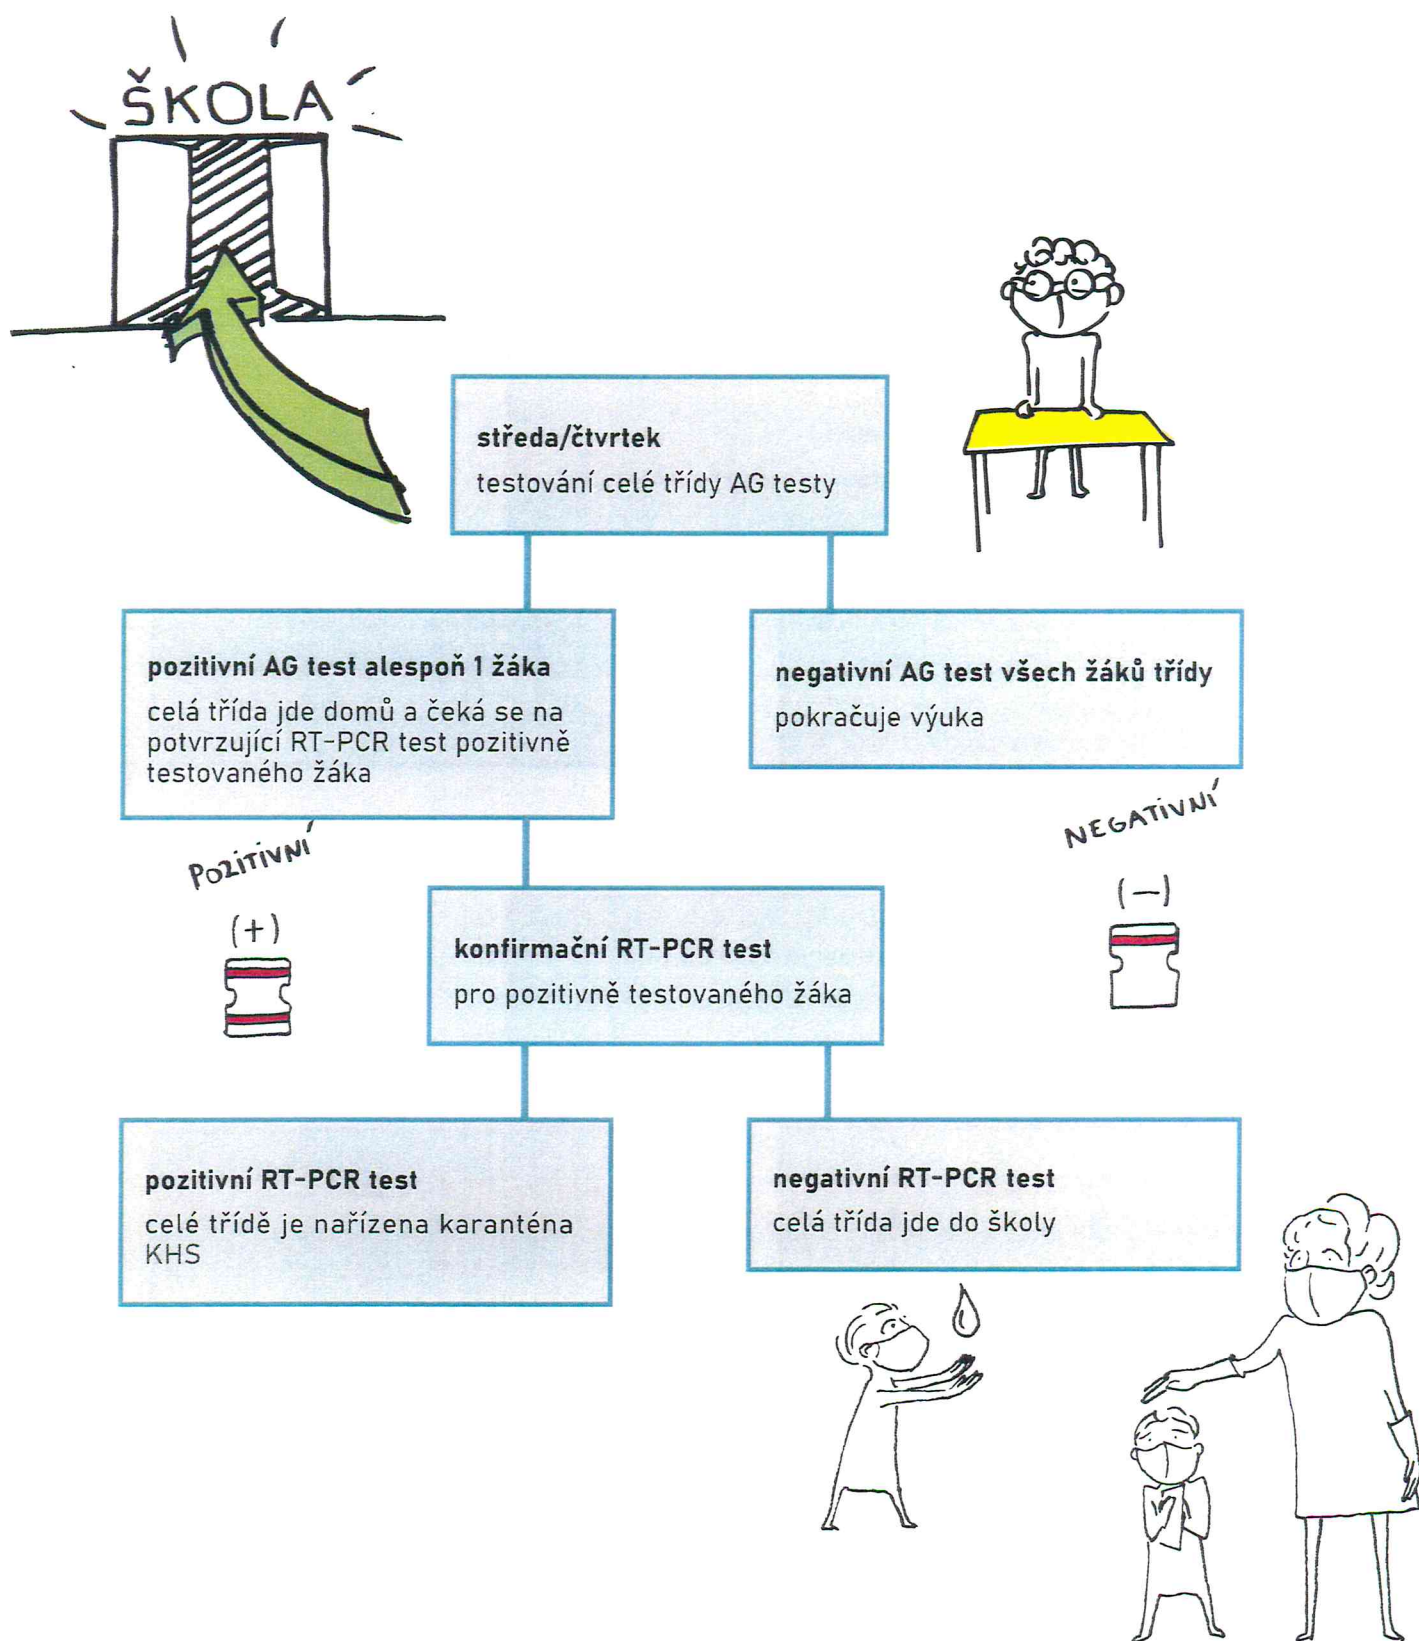 ŠKOLA
středa/čtvrtek
testování celé třídy AG testy
pozitivní AG test alespoň 1 žáka
celá třída jde domů a čeká se na
potvrzující RT-PCR test pozitivně
testovaného žáka
negativní AG test všech žáků třídy
pokračuje výuka
POZITIVNÍ
(+)
NEGATIVNÍ
(-)
konfirmační RT-PCR test
pro pozitivně testovaného žáka
pozitivní RT-PCR test
celé třídě je nařízena karanténa
KHS
negativní RT-PCR test
celá třída jde do školy